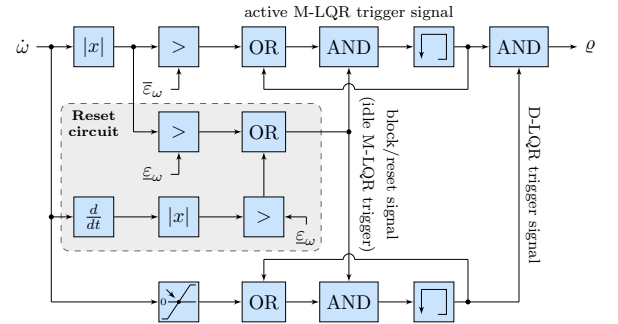 active M-LQR trigger signal
ω̇ |x| > OR AND AND ϱ
ε̅_ω
Reset
circuit
> OR
ε̲_ω
block/reset signal
(idle M-LQR trigger)
D-LQR trigger signal
d/dt |x| >
ε̲_ω
0 OR AND